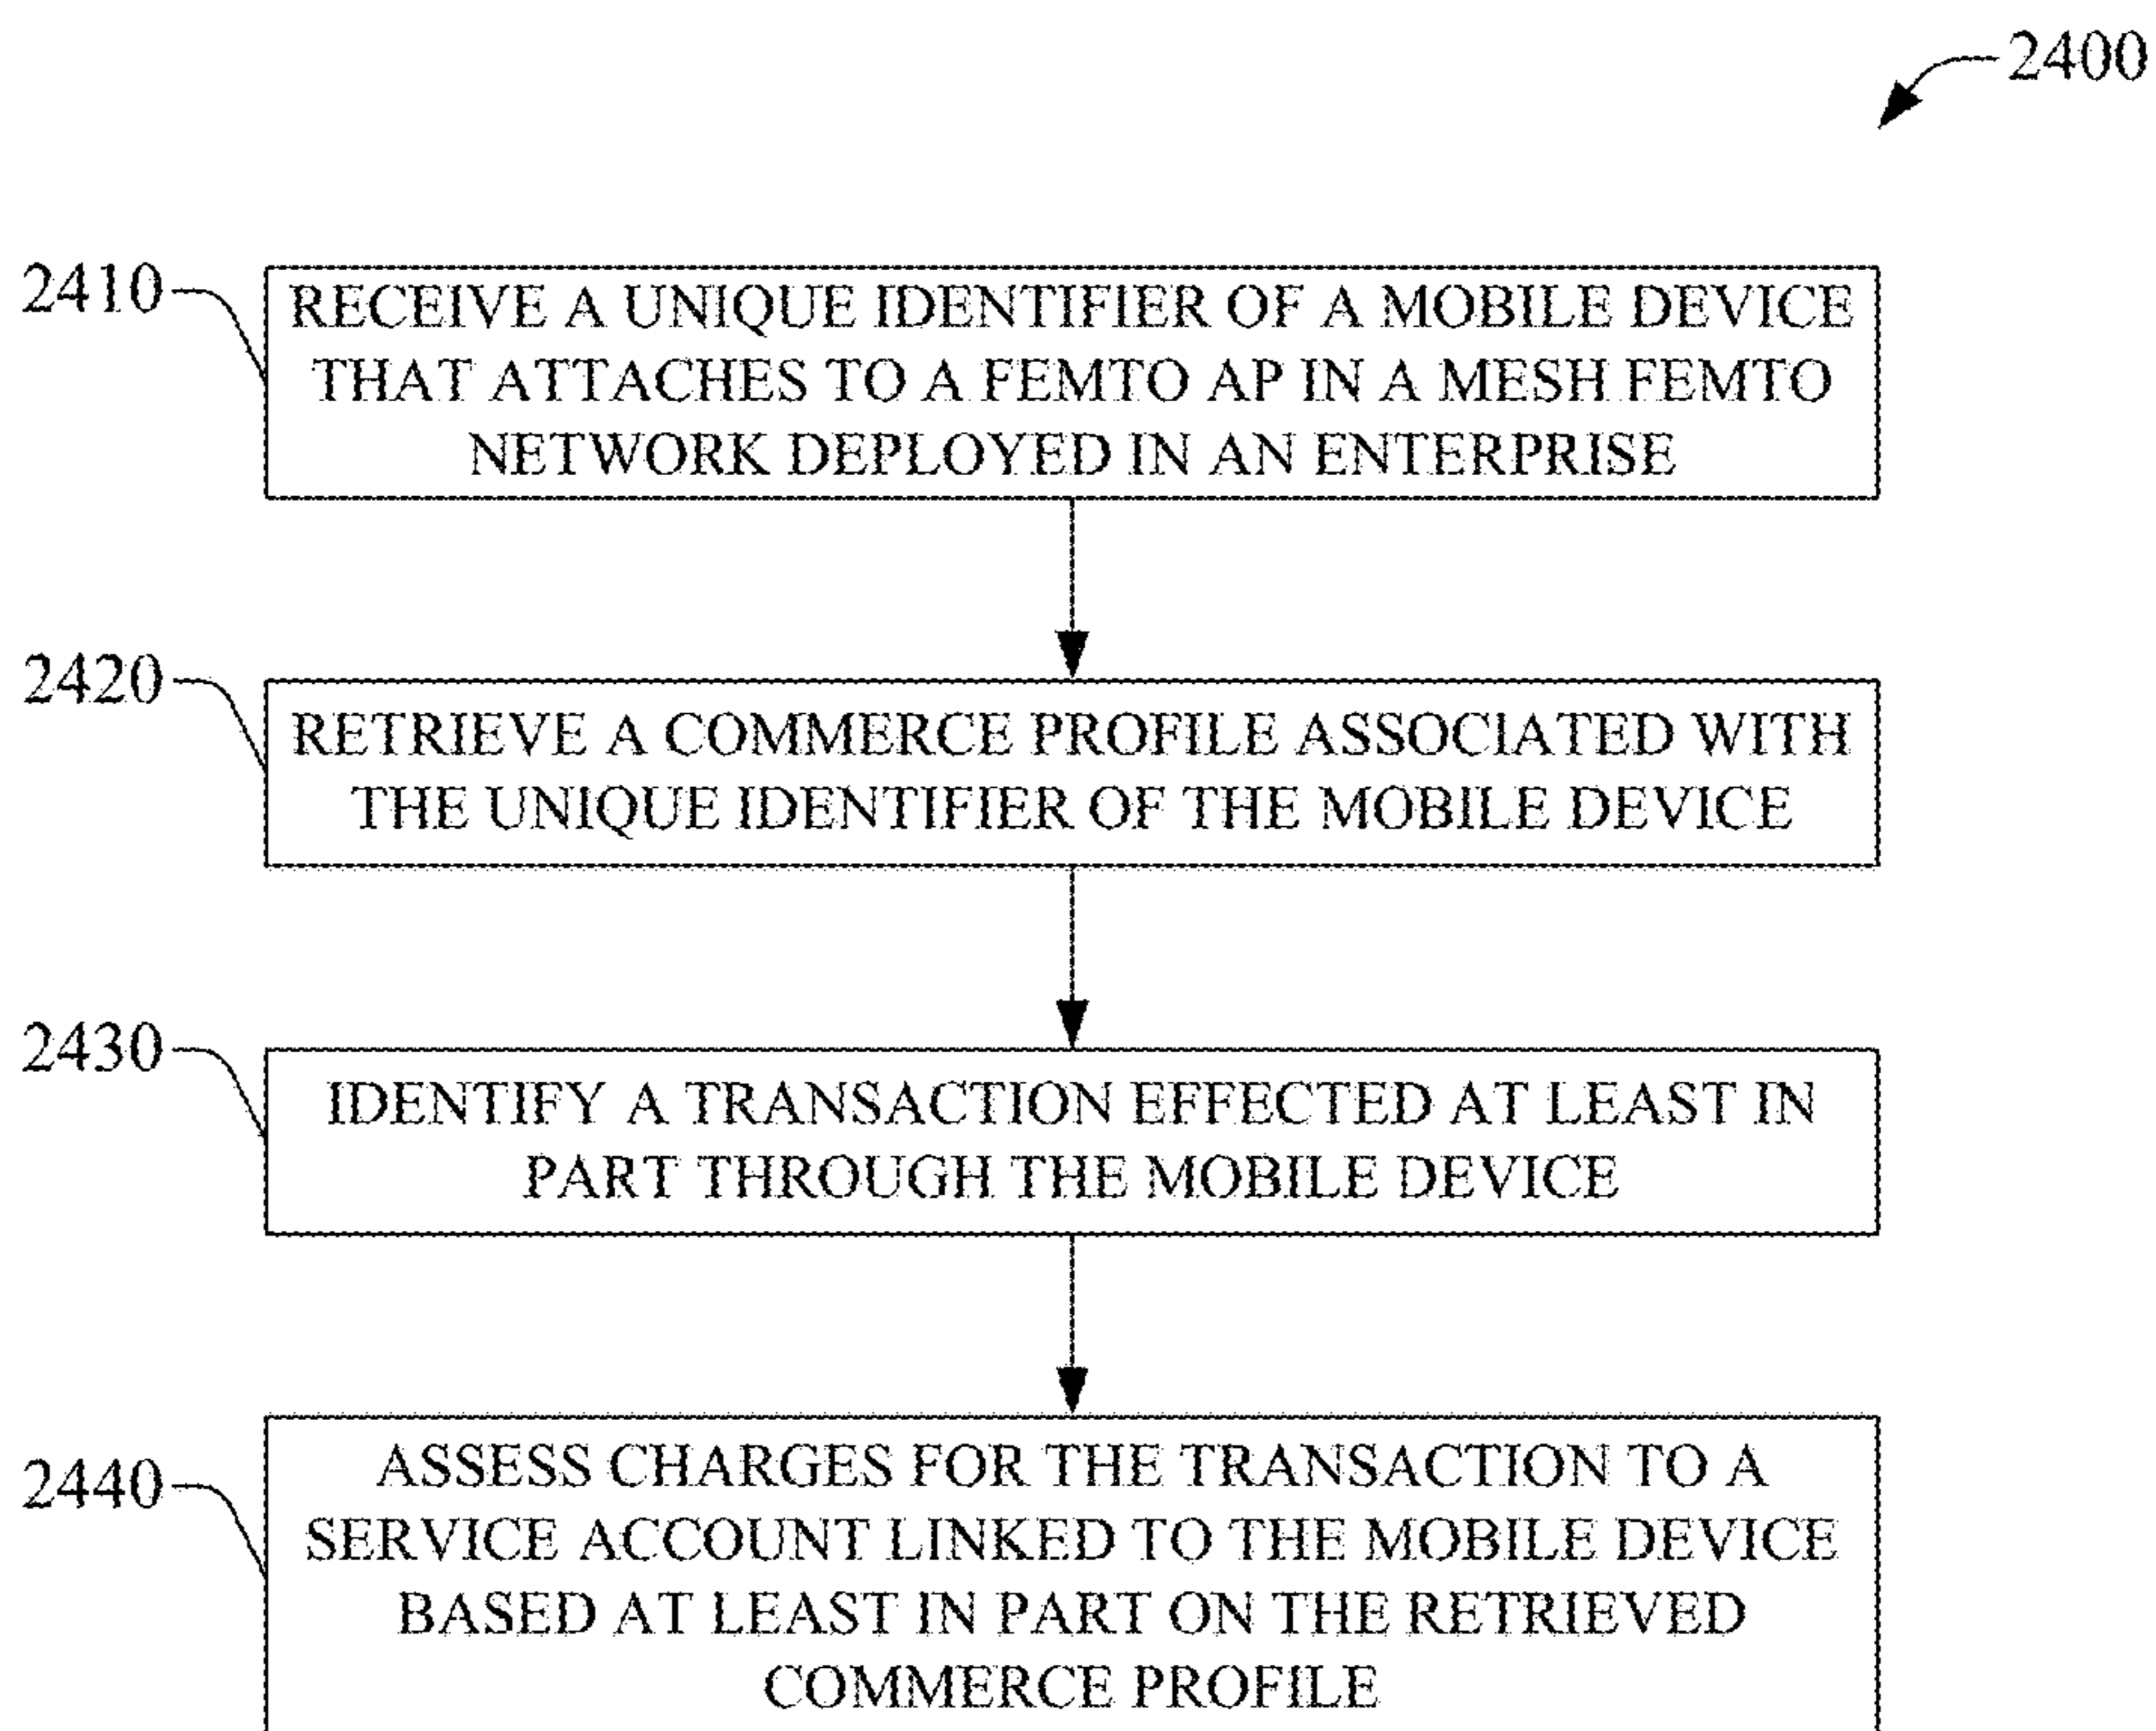 2400
2410
RECEIVE A UNIQUE IDENTIFIER OF A MOBILE DEVICE
THAT ATTACHES TO A FEMTO AP IN A MESH FEMTO
NETWORK DEPLOYED IN AN ENTERPRISE
2420
RETRIEVE A COMMERCE PROFILE ASSOCIATED WITH
THE UNIQUE IDENTIFIER OF THE MOBILE DEVICE
2430
IDENTIFY A TRANSACTION EFFECTED AT LEAST IN
PART THROUGH THE MOBILE DEVICE
2440
ASSESS CHARGES FOR THE TRANSACTION TO A
SERVICE ACCOUNT LINKED TO THE MOBILE DEVICE
BASED AT LEAST IN PART ON THE RETRIEVED
COMMERCE PROFILE